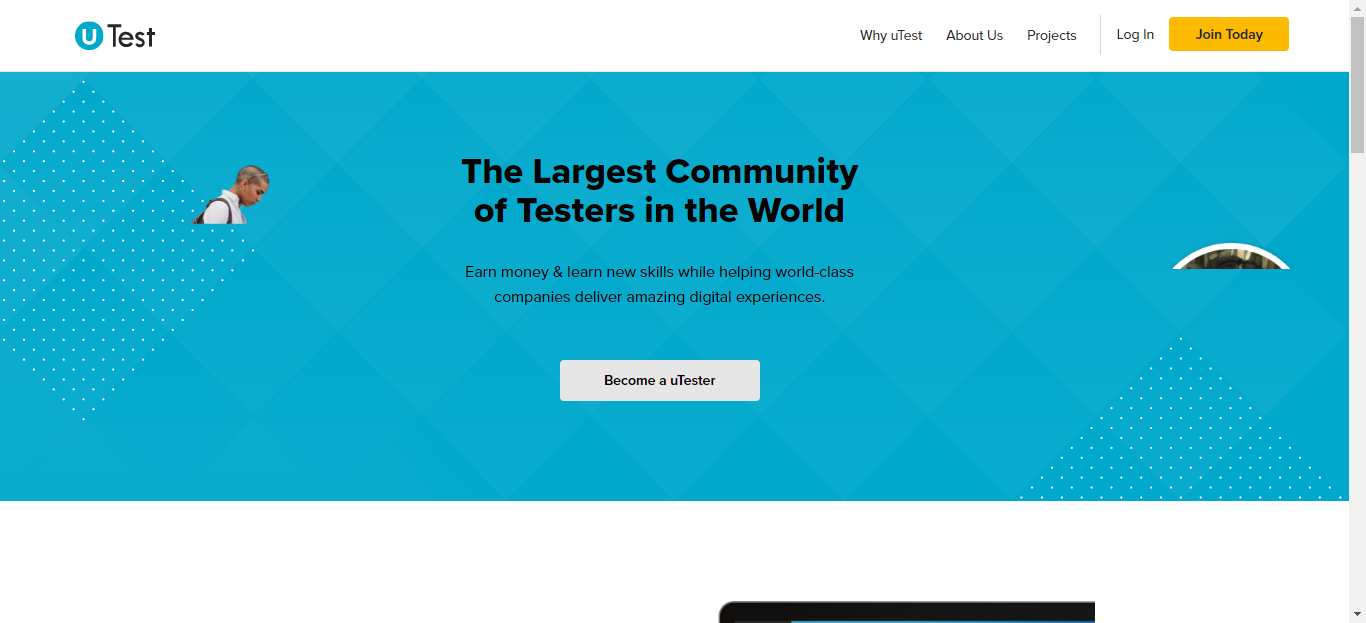 uTest
Why uTest
About Us
Projects
Log In
Join Today
The Largest Community
of Testers in the World
Earn money & learn new skills while helping world-class
companies deliver amazing digital experiences.
Become a uTester